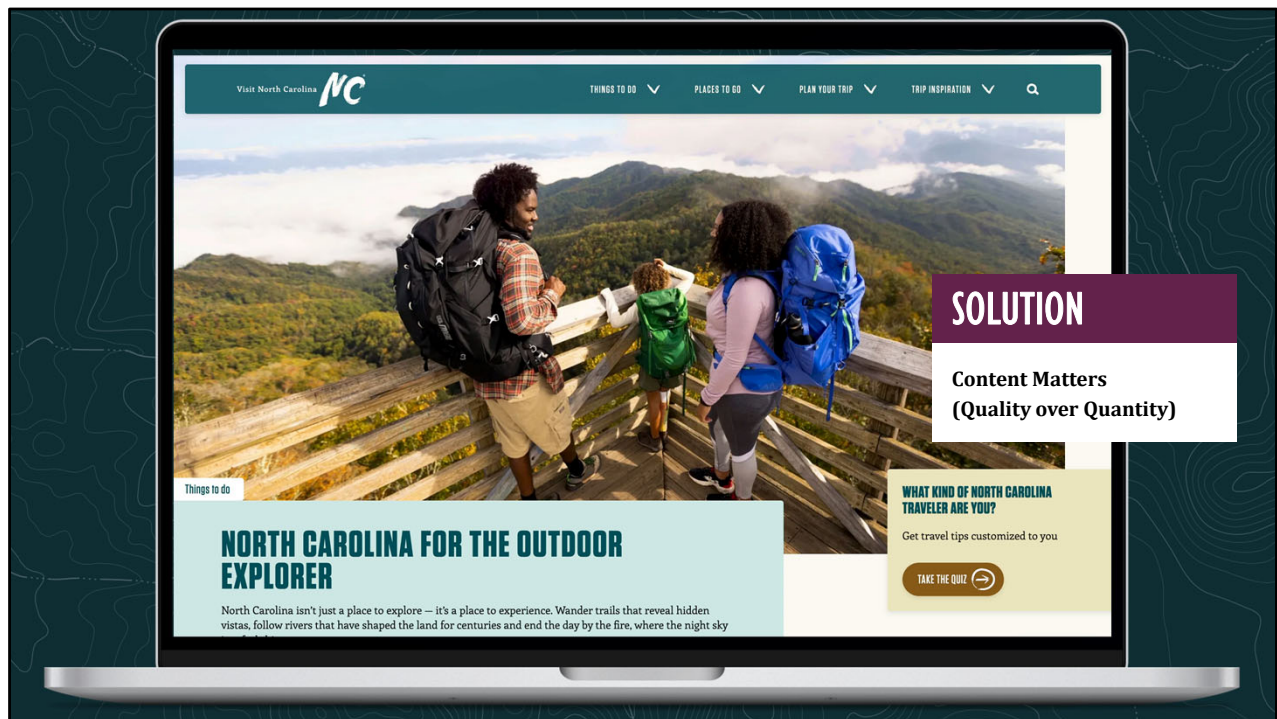 Visit North Carolina NC
THINGS TO DO
PLACES TO GO
PLAN YOUR TRIP
TRIP INSPIRATION
SOLUTION
Content Matters
(Quality over Quantity)
Things to do
NORTH CAROLINA FOR THE OUTDOOR
EXPLORER
North Carolina isn't just a place to explore — it's a place to experience. Wander trails that reveal hidden
vistas, follow rivers that have shaped the land for centuries and end the day by the fire, where the night sky
WHAT KIND OF NORTH CAROLINA
TRAVELER ARE YOU?
Get travel tips customized to you
TAKE THE QUIZ